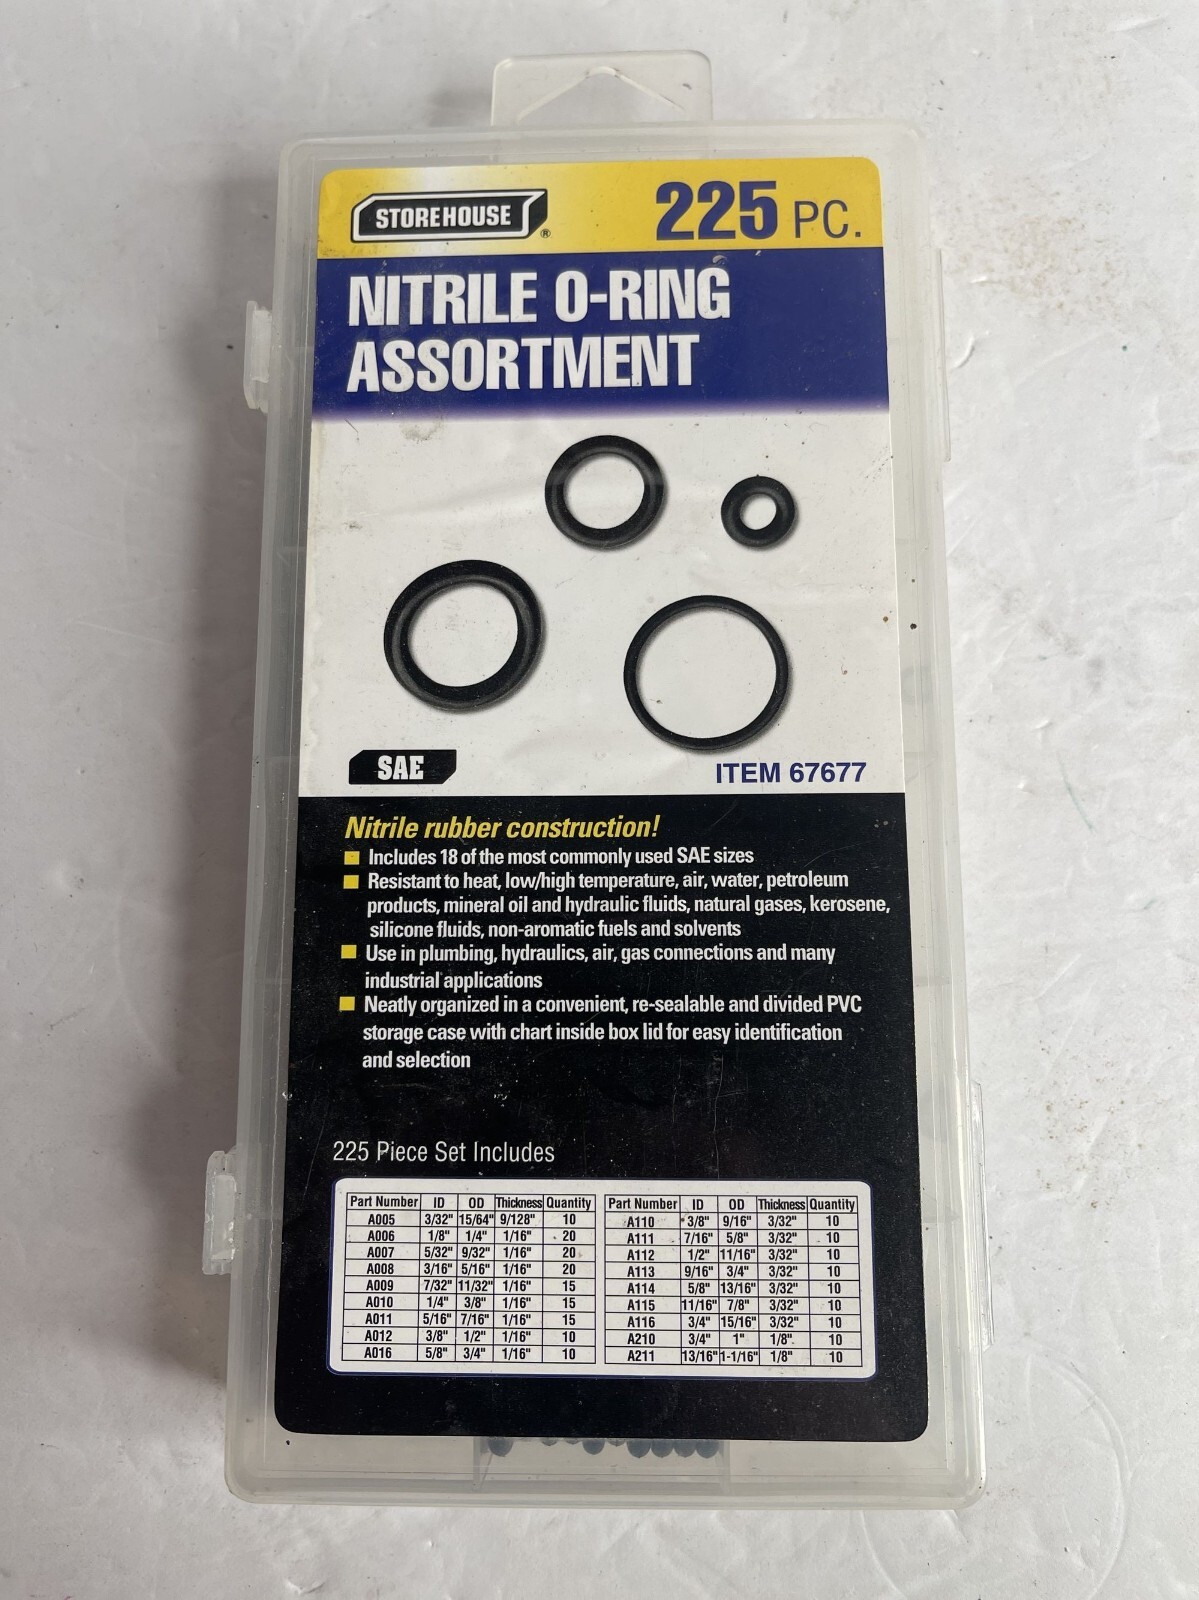 STOREHOUSE ®
225 PC.
NITRILE O-RING
ASSORTMENT
SAE
ITEM 67677
Nitrile rubber construction!
Includes 18 of the most commonly used SAE sizes
Resistant to heat, low/high temperature, air, water, petroleum
products, mineral oil and hydraulic fluids, natural gases, kerosene,
silicone fluids, non-aromatic fuels and solvents
Use in plumbing, hydraulics, air, gas connections and many
industrial applications
Neatly organized in a convenient, re-sealable and divided PVC
storage case with chart inside box lid for easy identification
and selection
225 Piece Set Includes
Part Number ID OD Thickness Quantity
A005 3/32" 15/64" 9/128" 10
A006 1/8" 1/4" 1/16" 20
A007 5/32" 9/32" 1/16" 20
A008 3/16" 5/16" 1/16" 20
A009 7/32" 11/32" 1/16" 15
A010 1/4" 3/8" 1/16" 15
A011 5/16" 7/16" 1/16" 15
A012 3/8" 1/2" 1/16" 10
A016 5/8" 3/4" 1/16" 10
Part Number ID OD Thickness Quantity
A110 3/8" 9/16" 3/32" 10
A111 7/16" 5/8" 3/32" 10
A112 1/2" 11/16" 3/32" 10
A113 9/16" 3/4" 3/32" 10
A114 5/8" 13/16" 3/32" 10
A115 11/16" 7/8" 3/32" 10
A116 3/4" 15/16" 3/32" 10
A210 3/4" 1" 1/8" 10
A211 13/16" 1-1/16" 1/8" 10